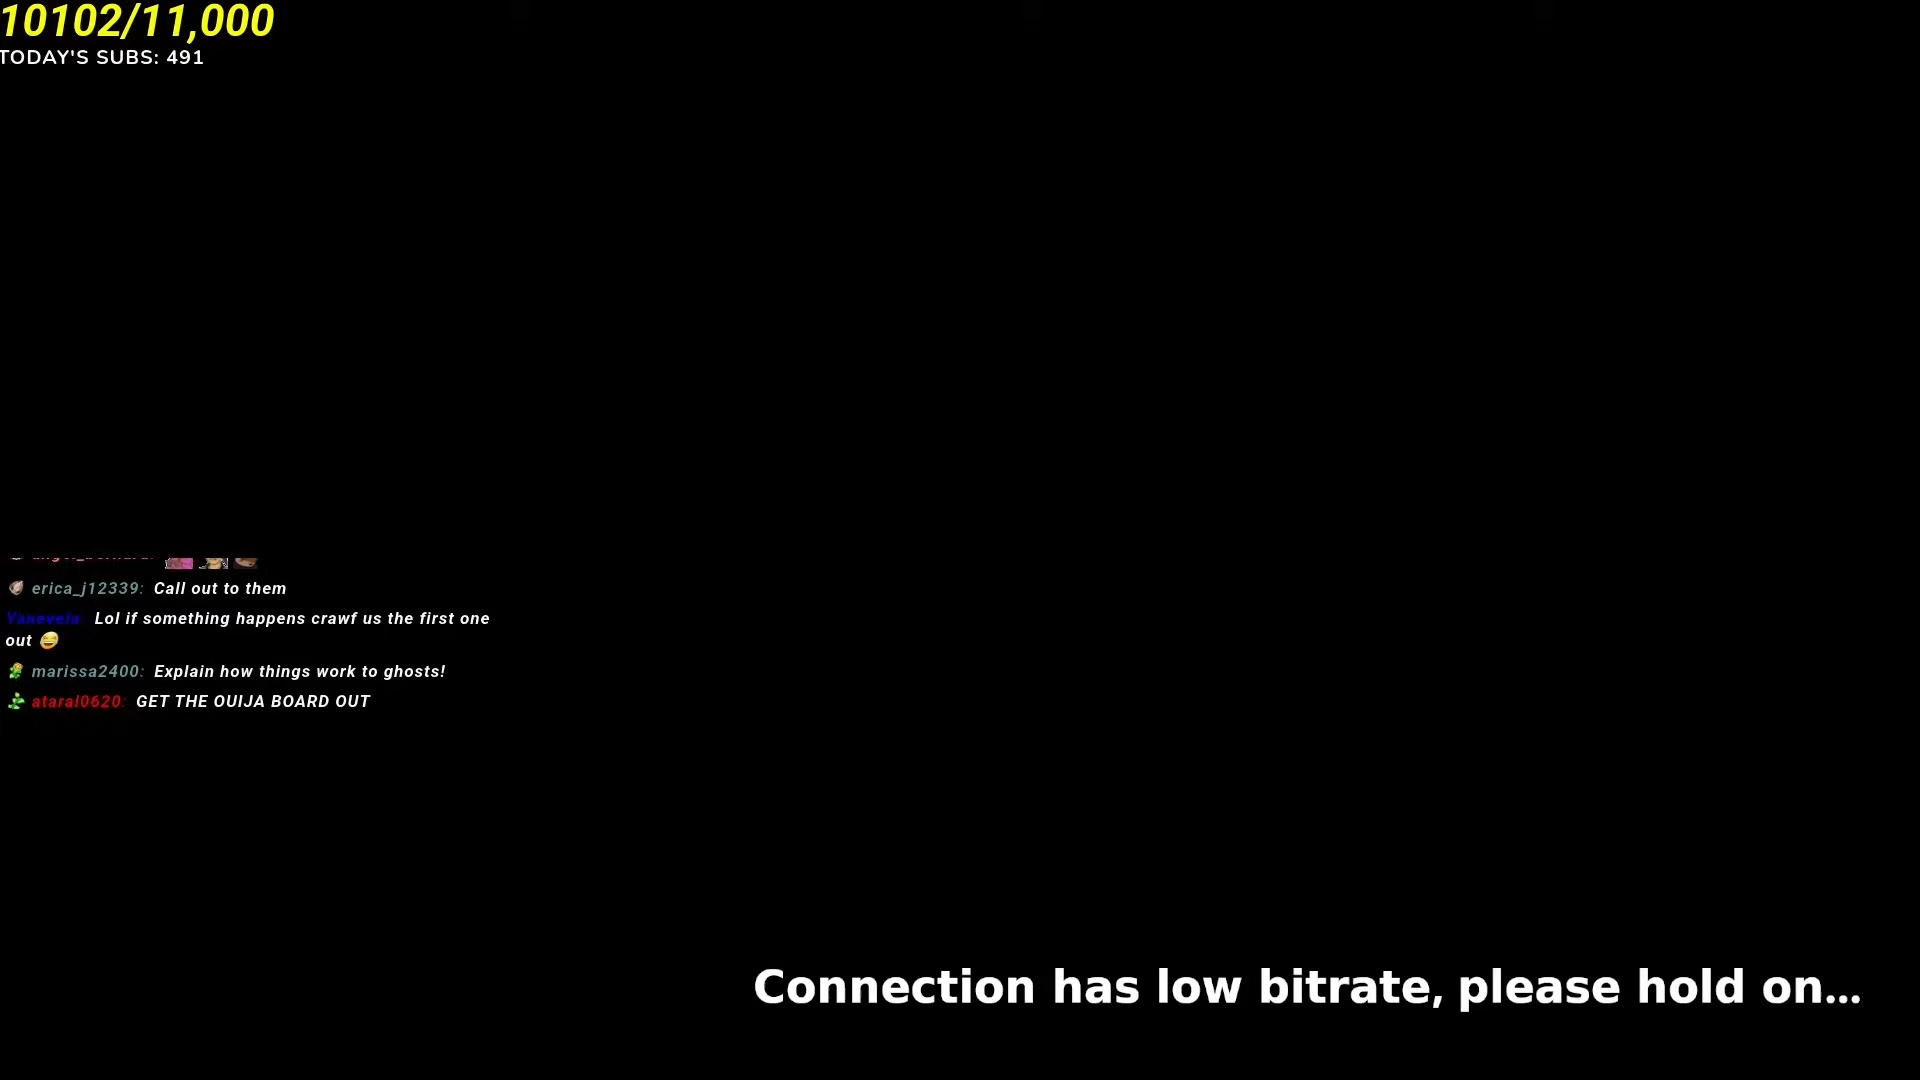 10102/11,000
TODAY'S SUBS: 491
erica_j12339: Call out to them
Yanevela Lol if something happens crawf us the first one
out 😅
marissa2400: Explain how things work to ghosts!
ataral0620: GET THE OUIJA BOARD OUT
Connection has low bitrate, please hold on...